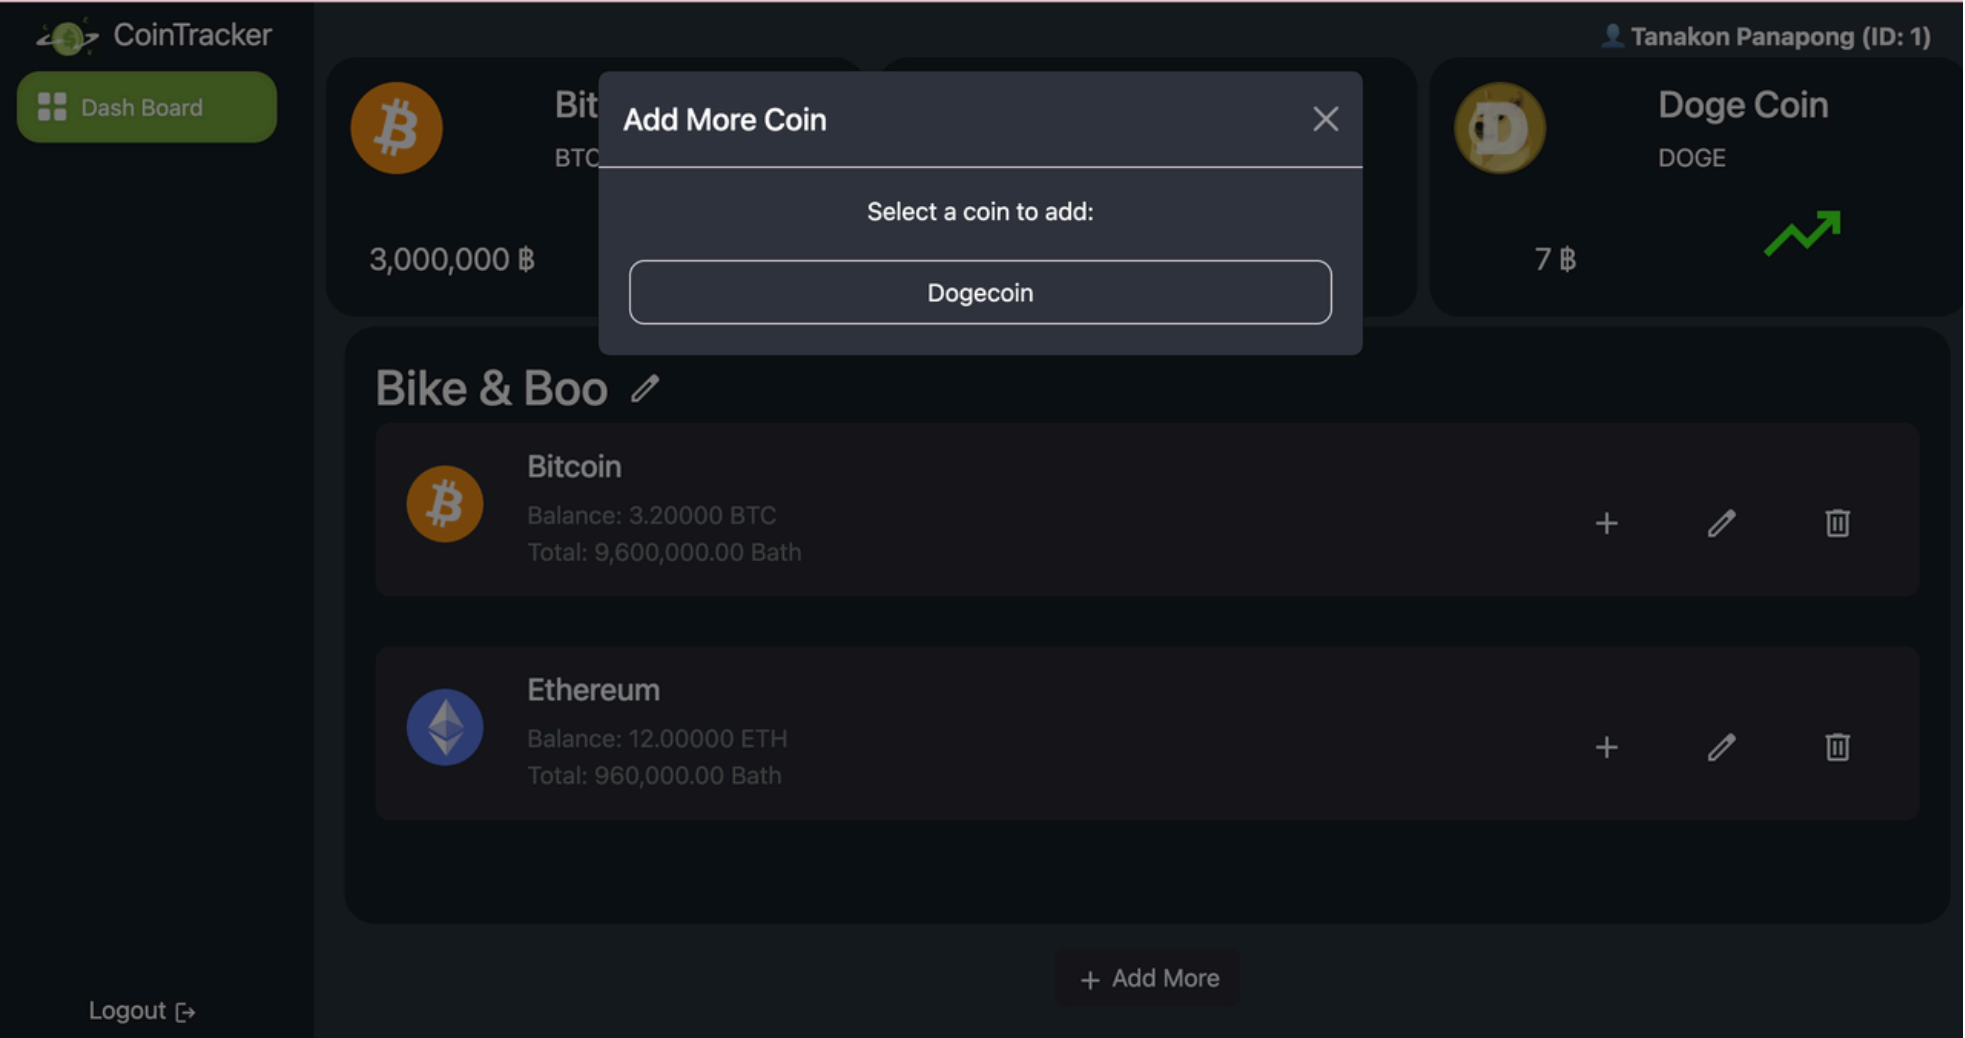 CoinTracker
Tanakon Panapong (ID: 1)
Dash Board
Bit
BTC
3,000,000 ฿
Doge Coin
DOGE
7 ฿
Add More Coin
Select a coin to add:
Dogecoin
Bike & Boo
Bitcoin
Balance: 3.20000 BTC
Total: 9,600,000.00 Bath
Ethereum
Balance: 12.00000 ETH
Total: 960,000.00 Bath
+ Add More
Logout